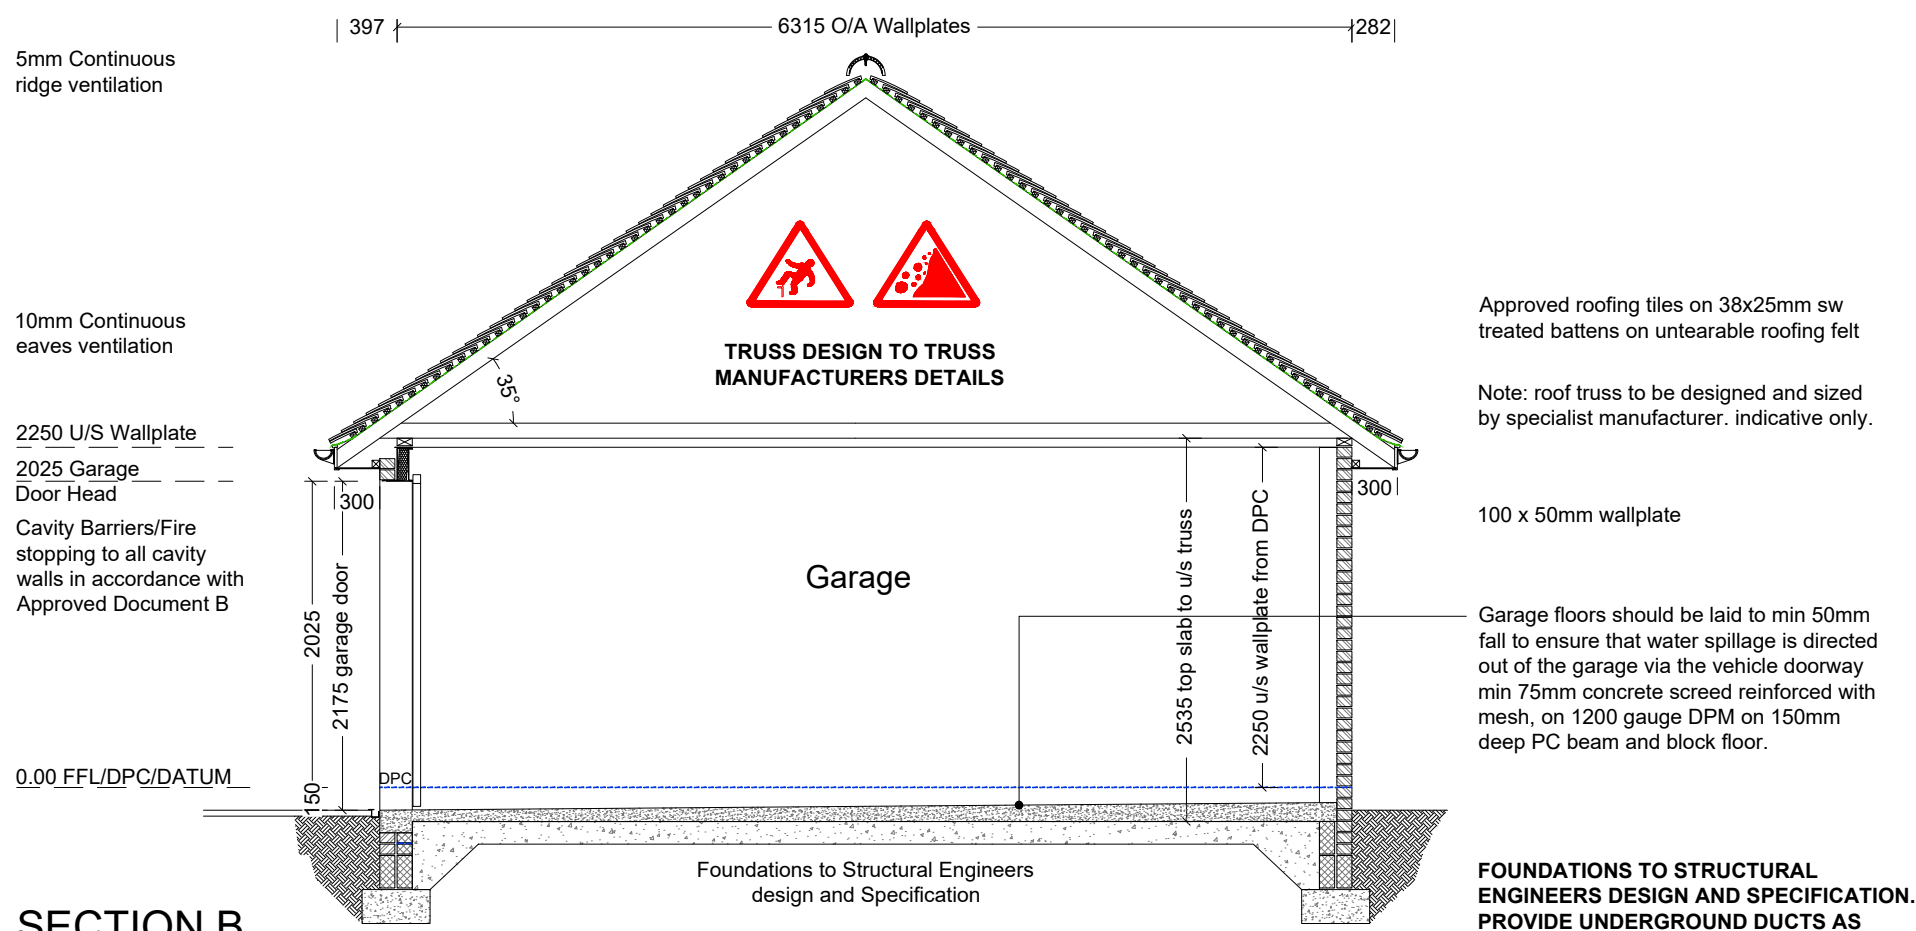 397
6315 O/A Wallplates
282
5mm Continuous
ridge ventilation
10mm Continuous
eaves ventilation
2250 U/S Wallplate
2025 Garage
Door Head
Cavity Barriers/Fire
stopping to all cavity
walls in accordance with
Approved Document B
0.00 FFL/DPC/DATUM
SECTION B
35°
TRUSS DESIGN TO TRUSS
MANUFACTURERS DETAILS
300
2025
150
2175 garage door
DPC
Garage
2535 top slab to u/s truss
2250 u/s wallplate from DPC
300
Foundations to Structural Engineers
design and Specification
Approved roofing tiles on 38x25mm sw
treated battens on untearable roofing felt
Note: roof truss to be designed and sized
by specialist manufacturer. indicative only.
100 x 50mm wallplate
Garage floors should be laid to min 50mm
fall to ensure that water spillage is directed
out of the garage via the vehicle doorway
min 75mm concrete screed reinforced with
mesh, on 1200 gauge DPM on 150mm
deep PC beam and block floor.
FOUNDATIONS TO STRUCTURAL
ENGINEERS DESIGN AND SPECIFICATION.
PROVIDE UNDERGROUND DUCTS AS